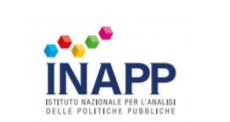 INAPP
ISTITUTO NAZIONALE PER L'ANALISI
DELLE POLITICHE PUBBLICHE